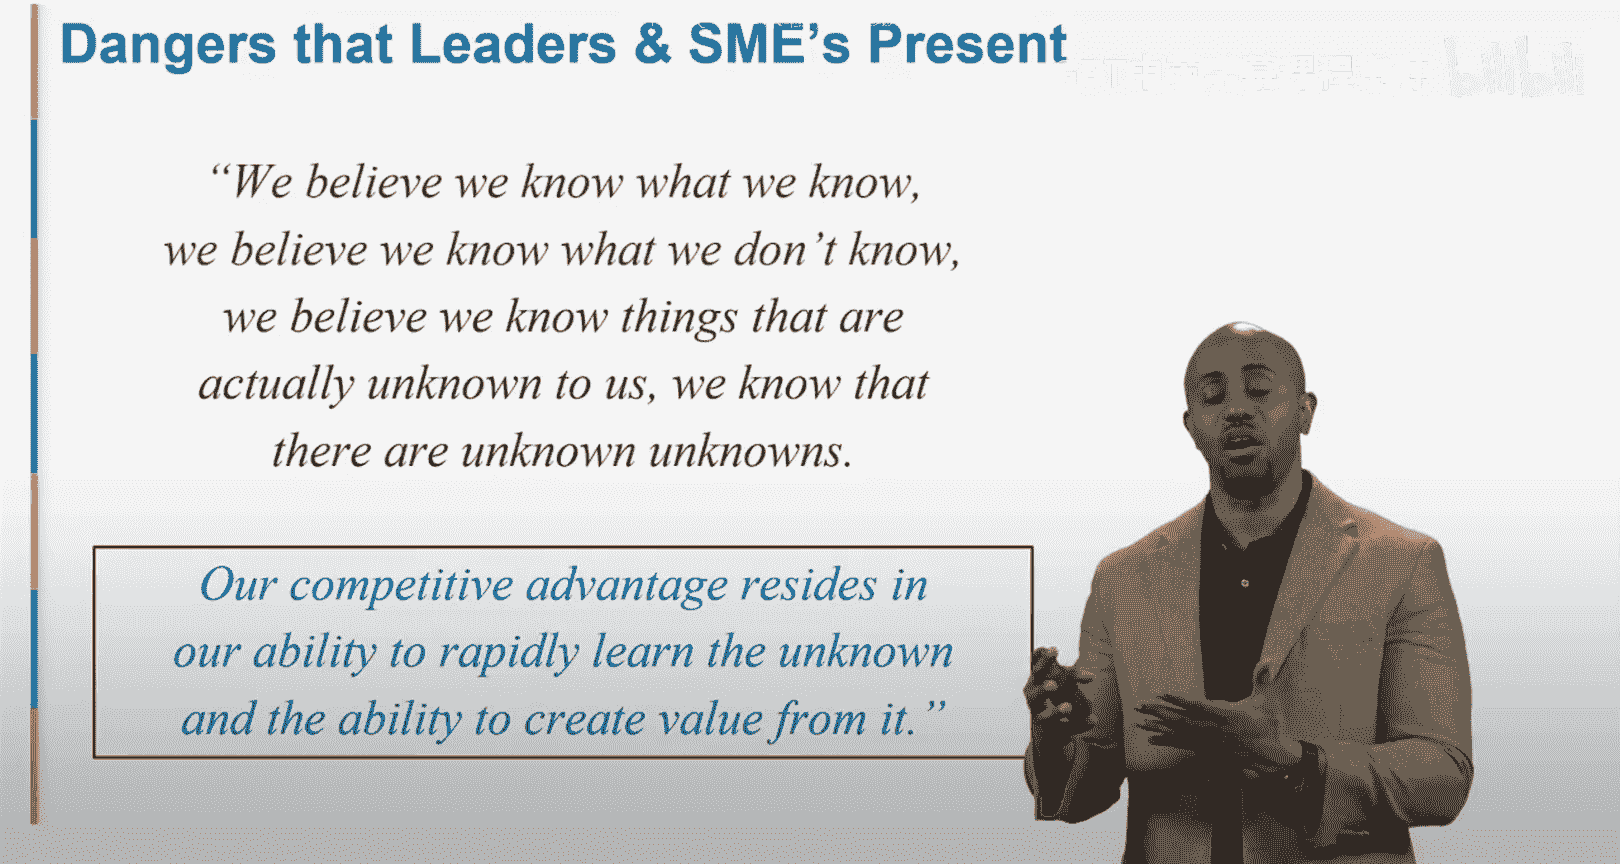 Dangers that Leaders & SME’s Present
“We believe we know what we know,
we believe we know what we don’t know,
we believe we know things that are
actually unknown to us, we know that
there are unknown unknowns.
Our competitive advantage resides in
our ability to rapidly learn the unknown
and the ability to create value from it.”
bilibili